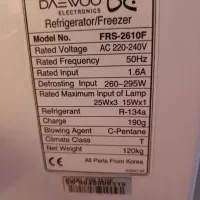 DAEWOO
ELECTRONICS
Refrigerator/Freezer
Model No. FRS-2610F
Rated Voltage AC 220-240V
Rated Frequency 50Hz
Rated Input 1.6A
Defrosting Input 260~295W
Rated Maximum Input of Lamp
25Wx3 15Wx1
Refrigerant R-134a
Charge 190g
Blowing Agent C-Pentane
Climate Class T
Net Weight 120kg
All Parts From Korea